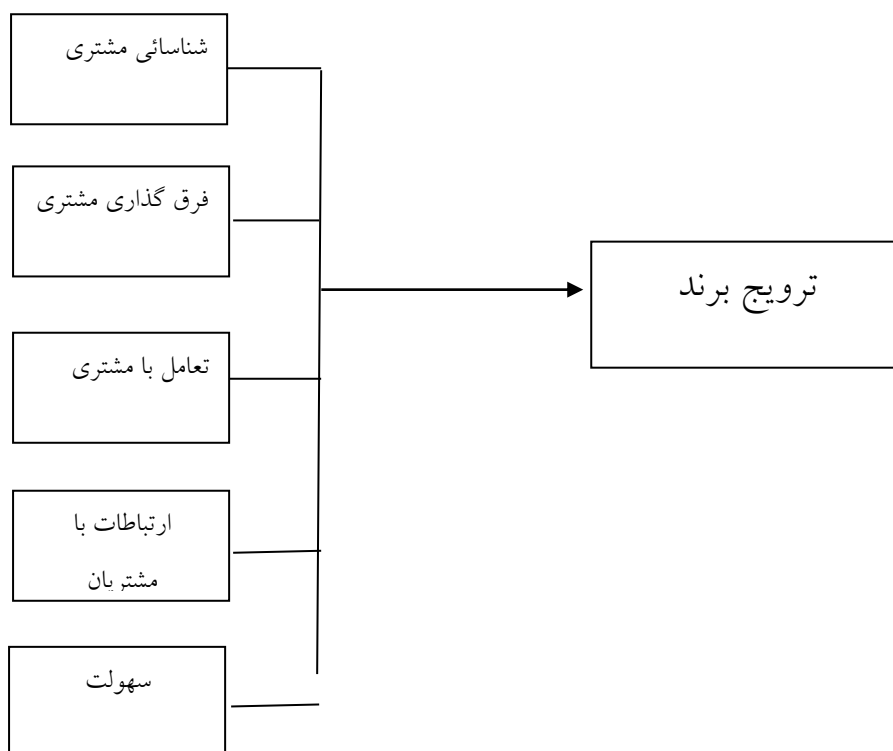 شناسائی مشتری
فرق گذاری مشتری
تعامل با مشتری
ارتباطات با
مشتریان
سهولت
ترویج برند